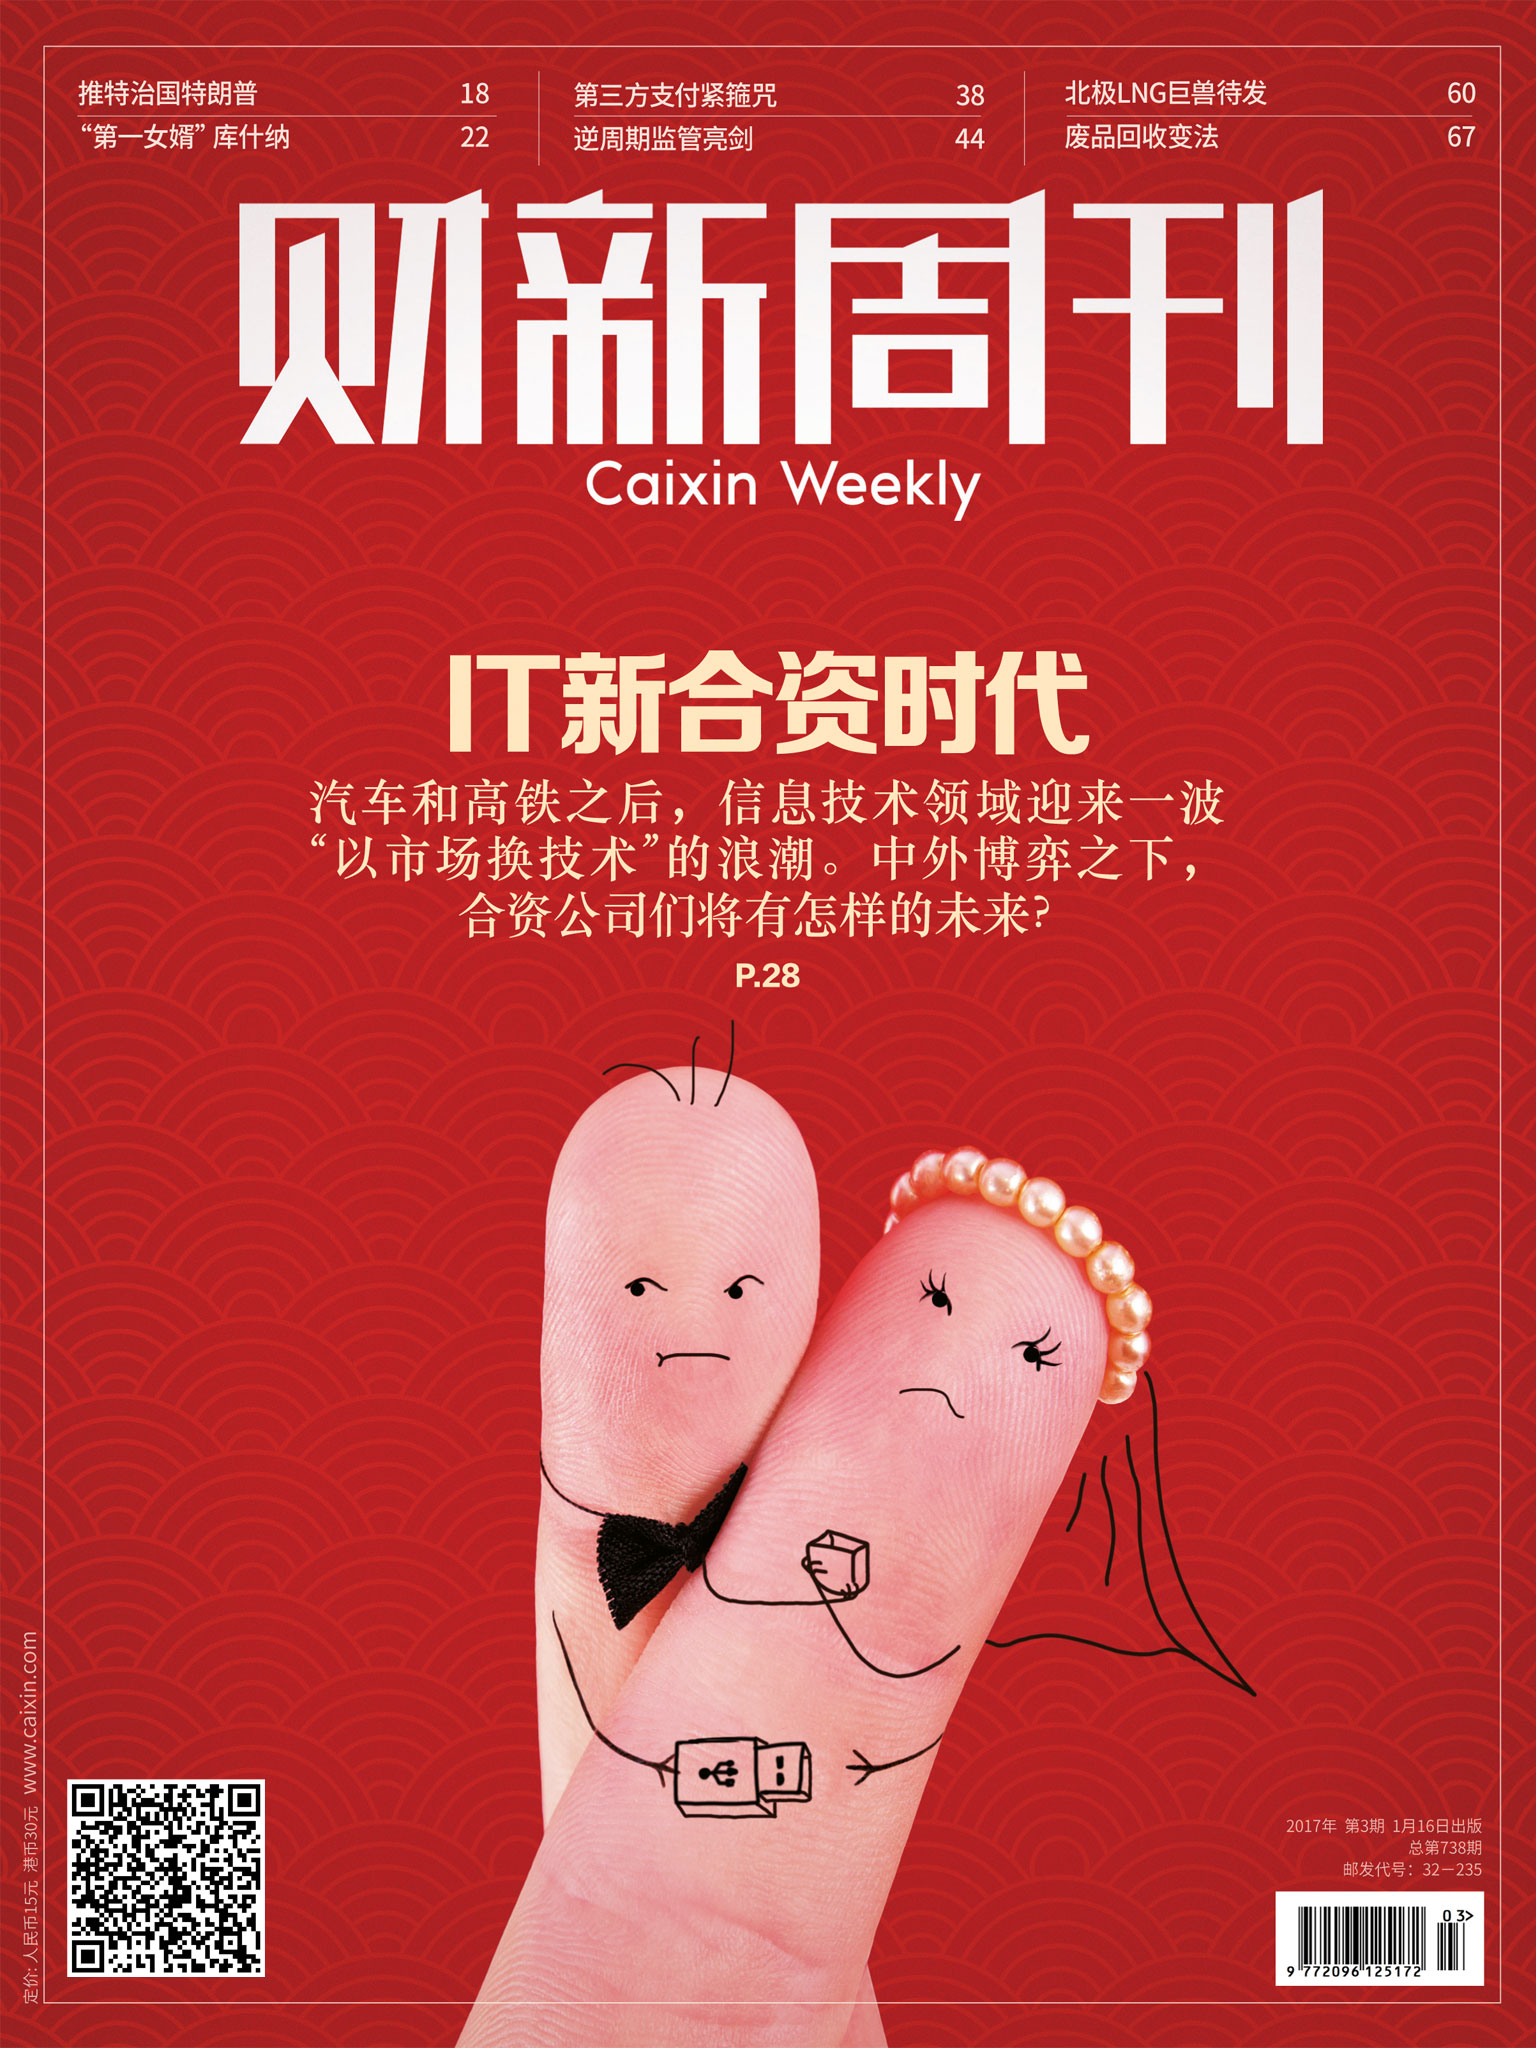 推特治国特朗普 18
“第一女婿”库什纳 22
第三方支付紧箍咒 38
逆周期监管亮剑 44
北极LNG巨兽待发 60
废品回收变法 67
财新周刊
Caixin Weekly
IT新合资时代
汽车和高铁之后，信息技术领域迎来一波
“以市场换技术”的浪潮。中外博弈之下，
合资公司们将有怎样的未来?
P.28
定价: 人民币15元 港币30元 www.caixin.com
2017年 第3期 1月16日出版
总第738期
邮发代号：32－235
03>
9 772096 125172